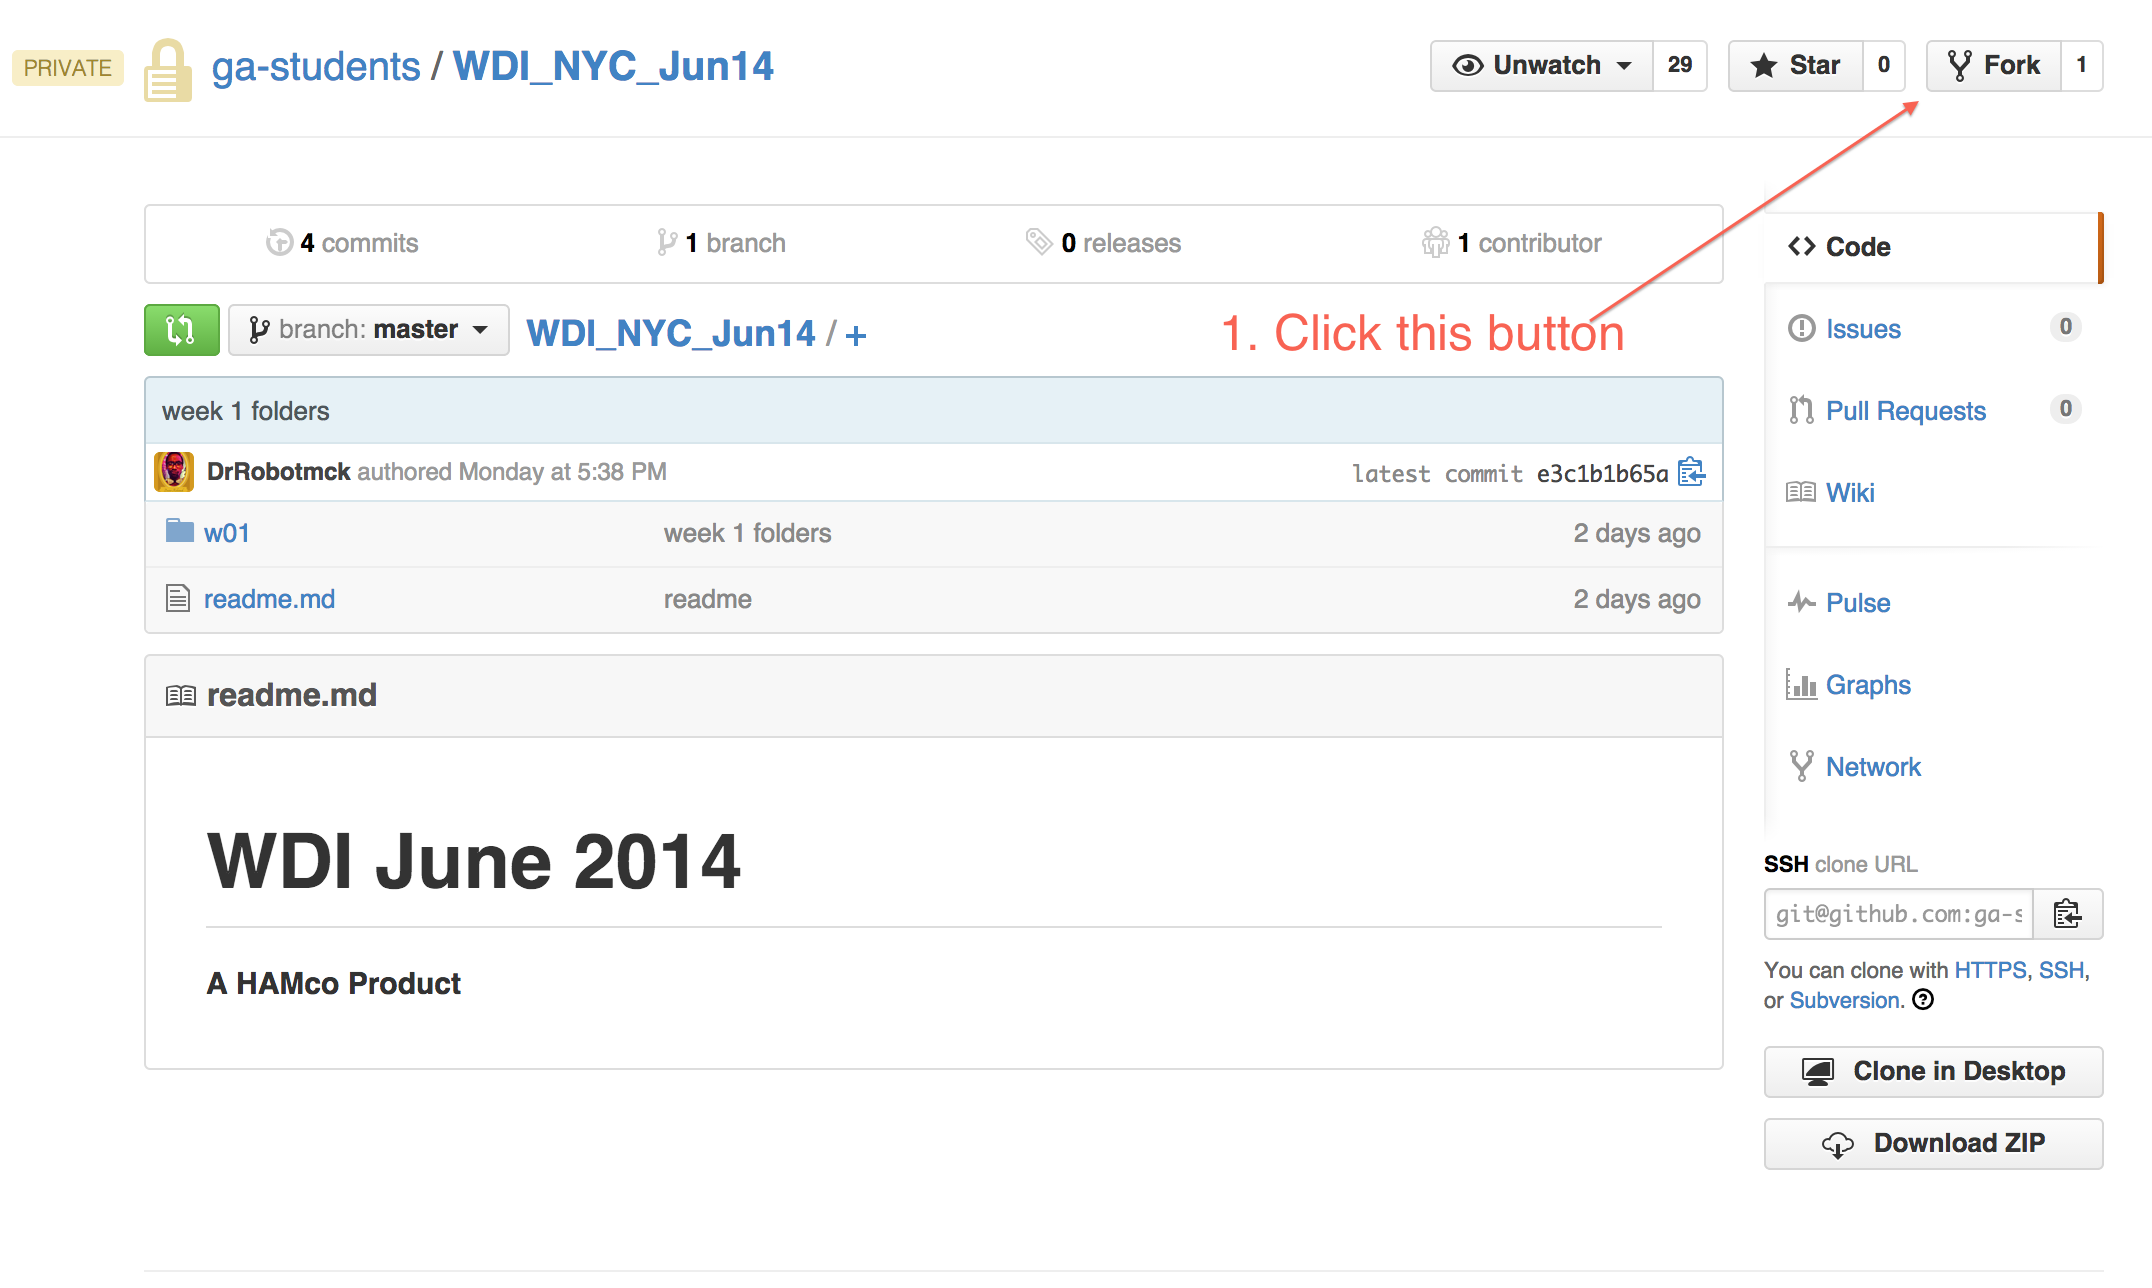 PRIVATE ga-students / WDI_NYC_Jun14 Unwatch 29 Star 0 Fork 1
4 commits 1 branch 0 releases 1 contributor
Code
branch: master WDI_NYC_Jun14 / + 1. Click this button
Issues 0
week 1 folders
Pull Requests 0
DrRobotmck authored Monday at 5:38 PM latest commit e3c1b1b65a
Wiki
w01 week 1 folders 2 days ago
readme.md readme 2 days ago
Pulse
readme.md
Graphs
Network
WDI June 2014
SSH clone URL
git@github.com:ga-s
A HAMco Product
You can clone with HTTPS, SSH,
or Subversion.
Clone in Desktop
Download ZIP